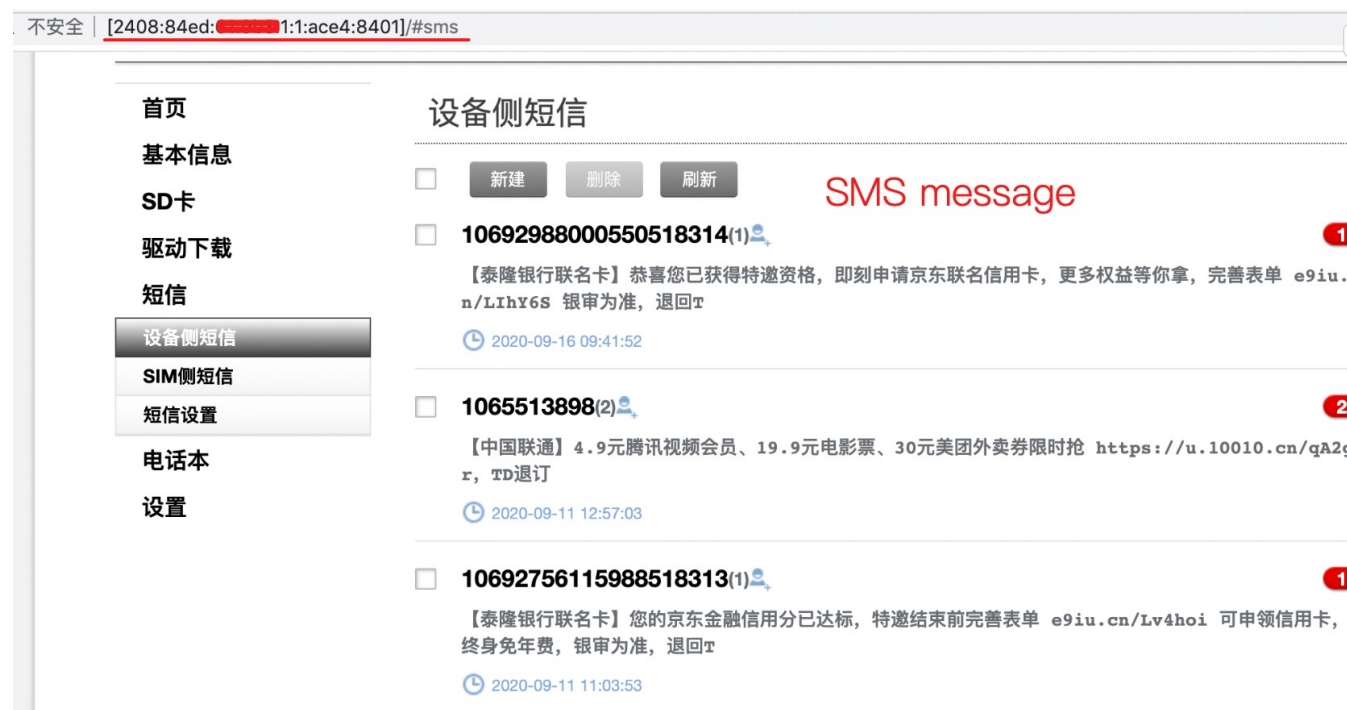 不安全 [2408:84ed: 1:1:ace4:8401]/#sms
首页
基本信息
SD卡
驱动下载
短信
设备侧短信
SIM侧短信
短信设置
电话本
设置
设备侧短信
新建 删除 刷新
SMS message
10692988000550518314(1) 1
【泰隆银行联名卡】恭喜您已获得特邀资格，即刻申请京东联名信用卡，更多权益等你拿，完善表单 e9iu.
n/LIhY6S 银审为准，退回T
2020-09-16 09:41:52
1065513898(2) 2
【中国联通】4.9元腾讯视频会员、19.9元电影票、30元美团外卖券限时抢 https://u.10010.cn/qA2g
r，TD退订
2020-09-11 12:57:03
10692756115988518313(1) 1
【泰隆银行联名卡】您的京东金融信用分已达标，特邀结束前完善表单 e9iu.cn/Lv4hoi 可申领信用卡，
终身免年费，银审为准，退回T
2020-09-11 11:03:53